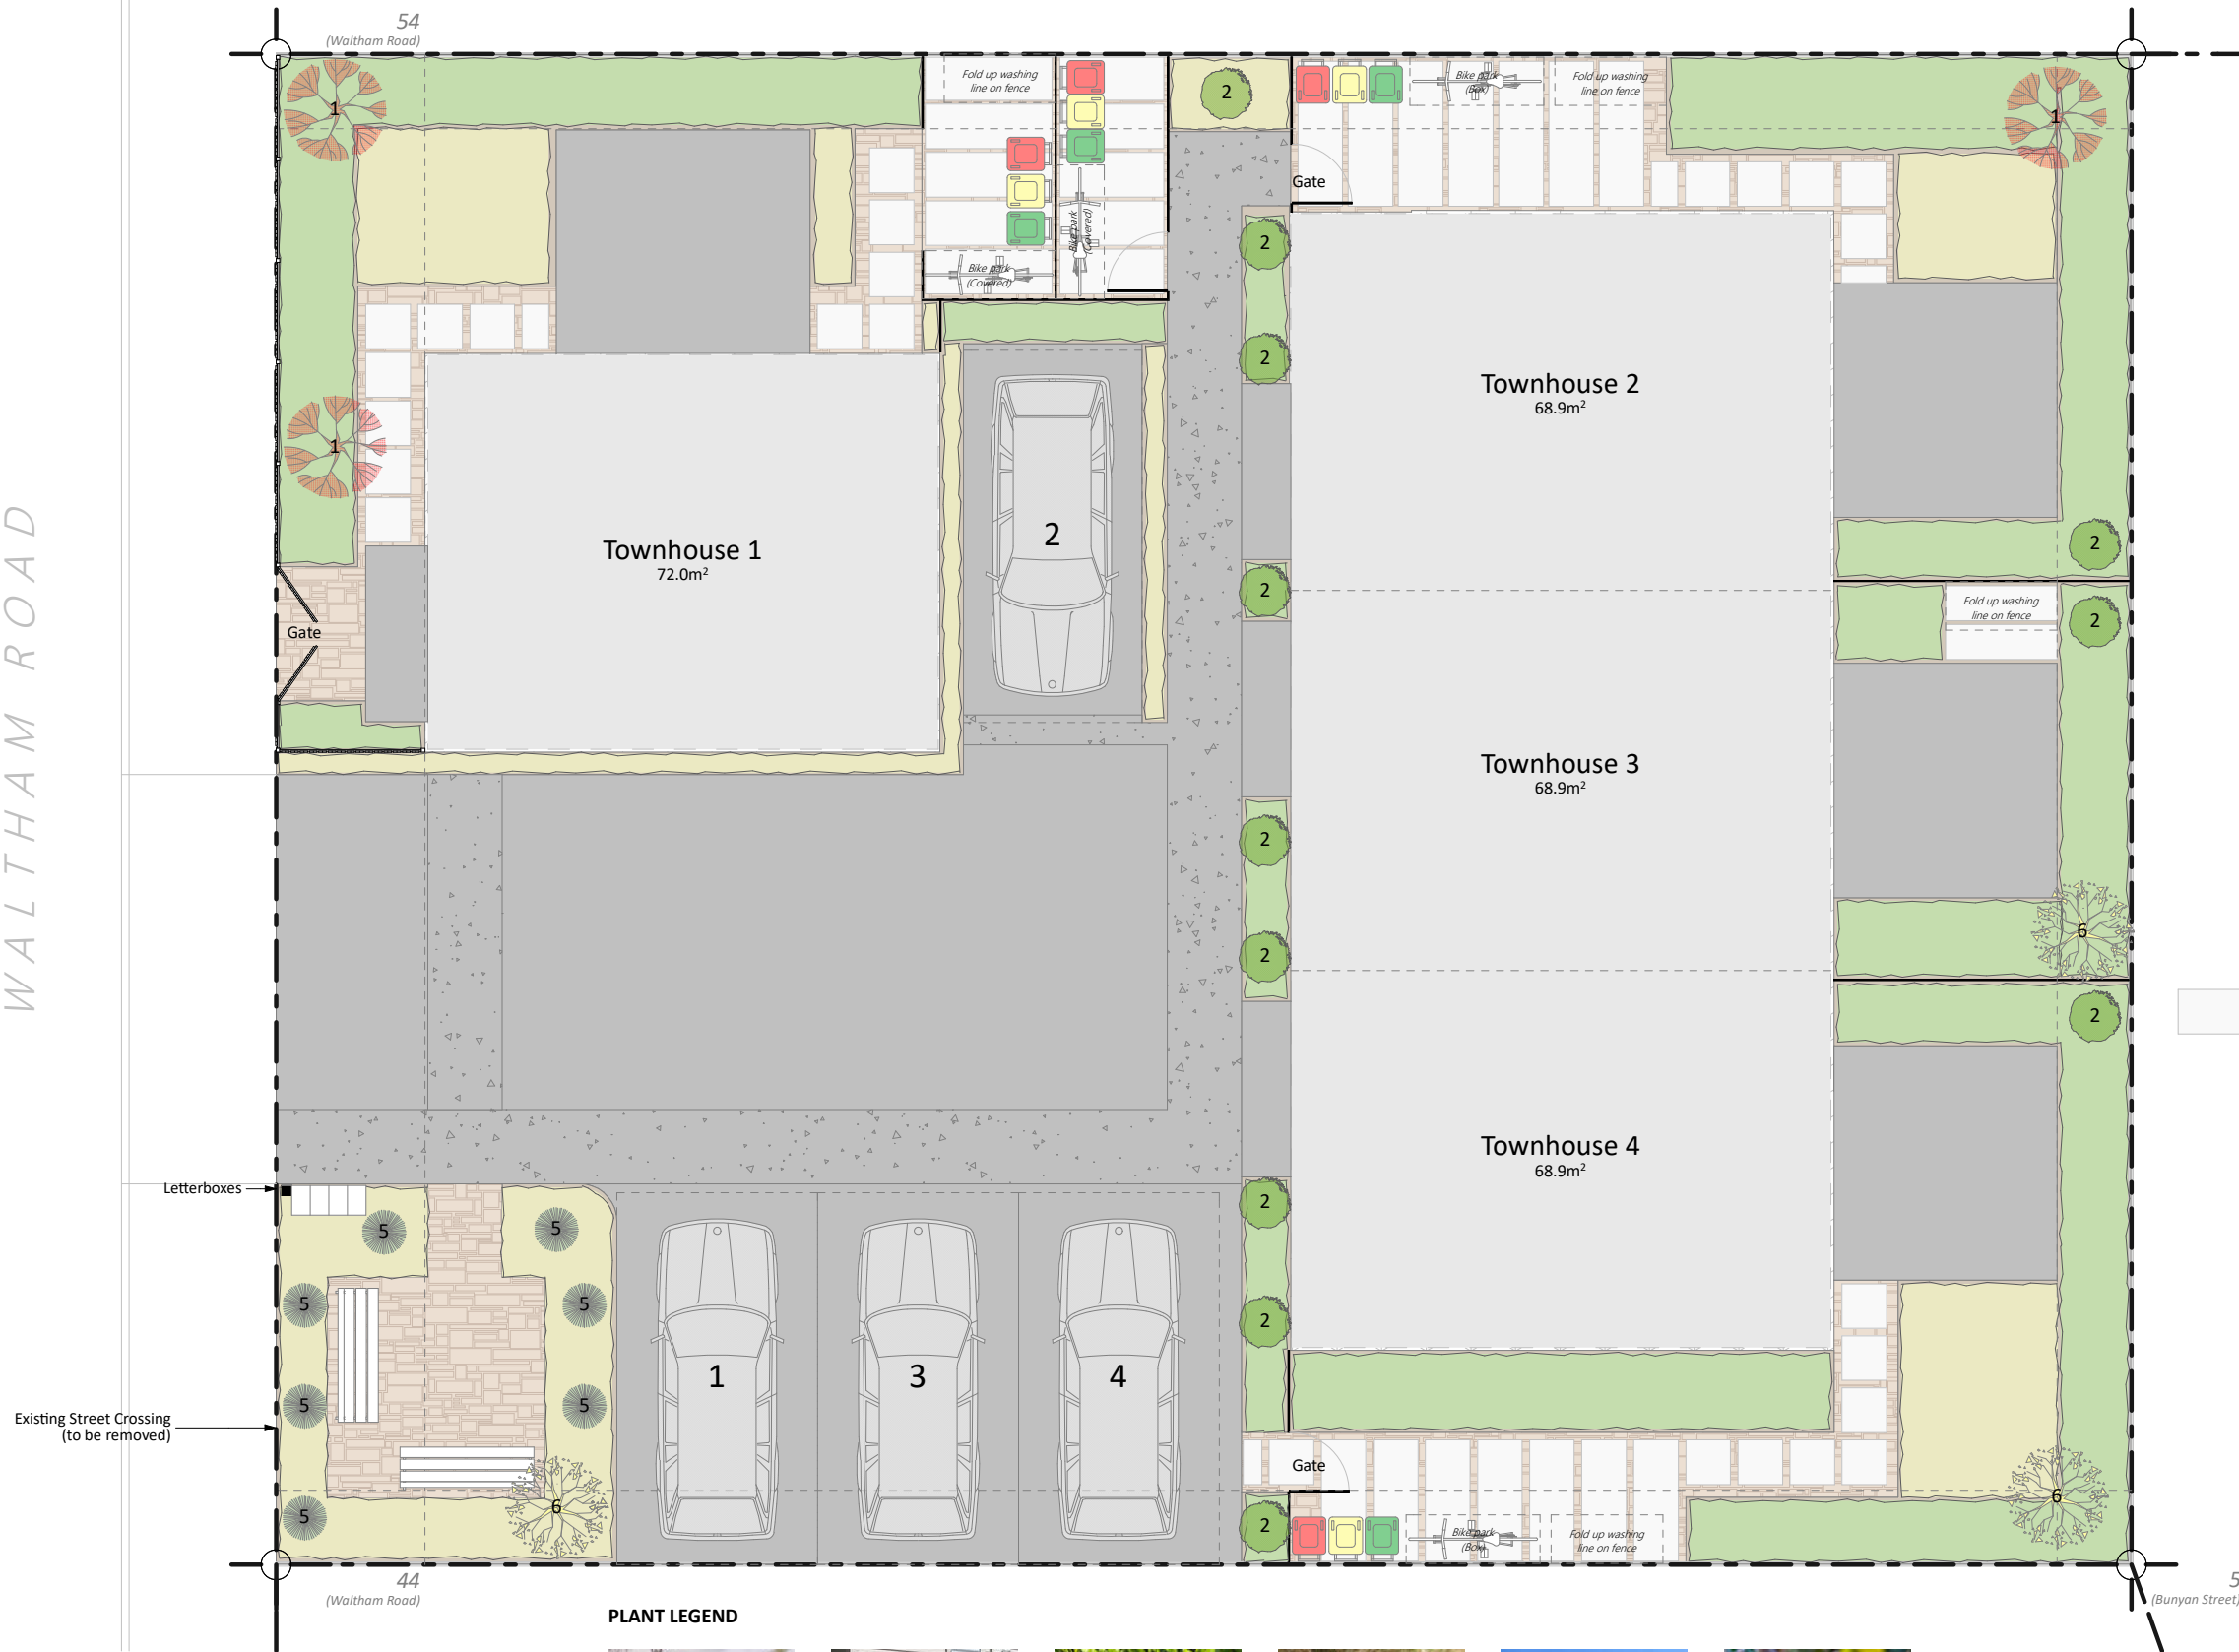 54
(Waltham Road)
1
Fold up washing
line on fence
2
Bike park
(Box)
Fold up washing
line on fence
1
Gate
Bike park
(Covered)
Bike park
(Covered)
2
2
Townhouse 2
68.9m²
1
WALTHAM ROAD
2
Townhouse 1
72.0m²
2
2
Gate
Fold up washing
line on fence
2
Townhouse 3
68.9m²
2
6
2
2
Townhouse 4
68.9m²
Letterboxes
2
5
5
5
5
2
1
3
4
5
5
Existing Street Crossing
(to be removed)
Gate
6
6
5
2
Bike park
(Box)
Fold up washing
line on fence
44
(Waltham Road)
5
(Bunyan Street)
PLANT LEGEND